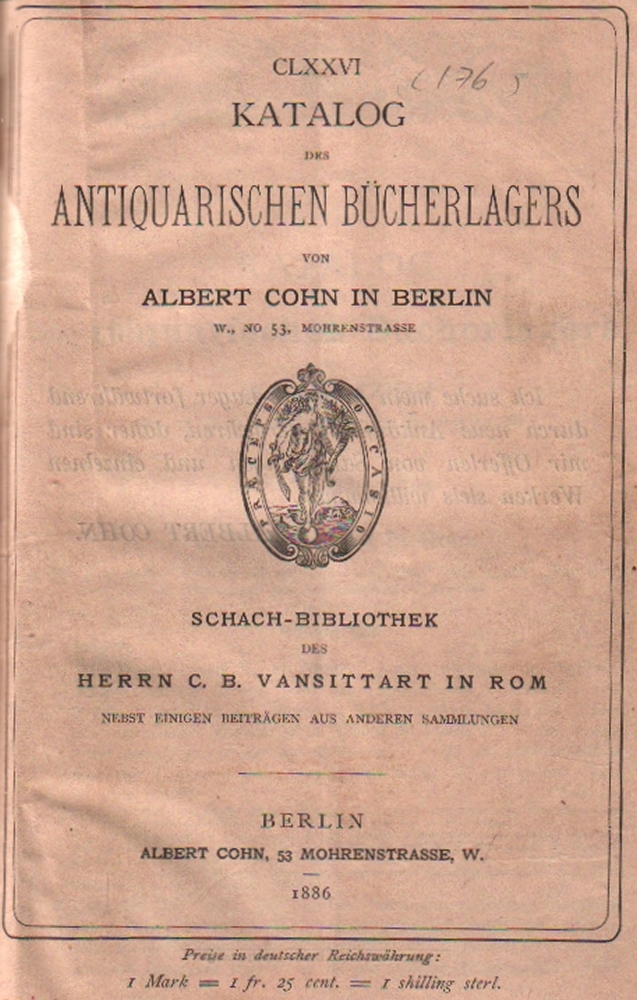 CLXXVI
(176)
KATALOG
DES
ANTIQUARISCHEN BÜCHERLAGERS
VON
ALBERT COHN IN BERLIN
W., NO 53, MOHRENSTRASSE
PRÆCEPS OCCASIO
SCHACH-BIBLIOTHEK
DES
HERRN C. B. VANSITTART IN ROM
NEBST EINIGEN BEITRÄGEN AUS ANDEREN SAMMLUNGEN
BERLIN
ALBERT COHN, 53 MOHRENSTRASSE, W.
1886
Preise in deutscher Reichswährung:
1 Mark = 1 fr. 25 cent. = 1 shilling sterl.